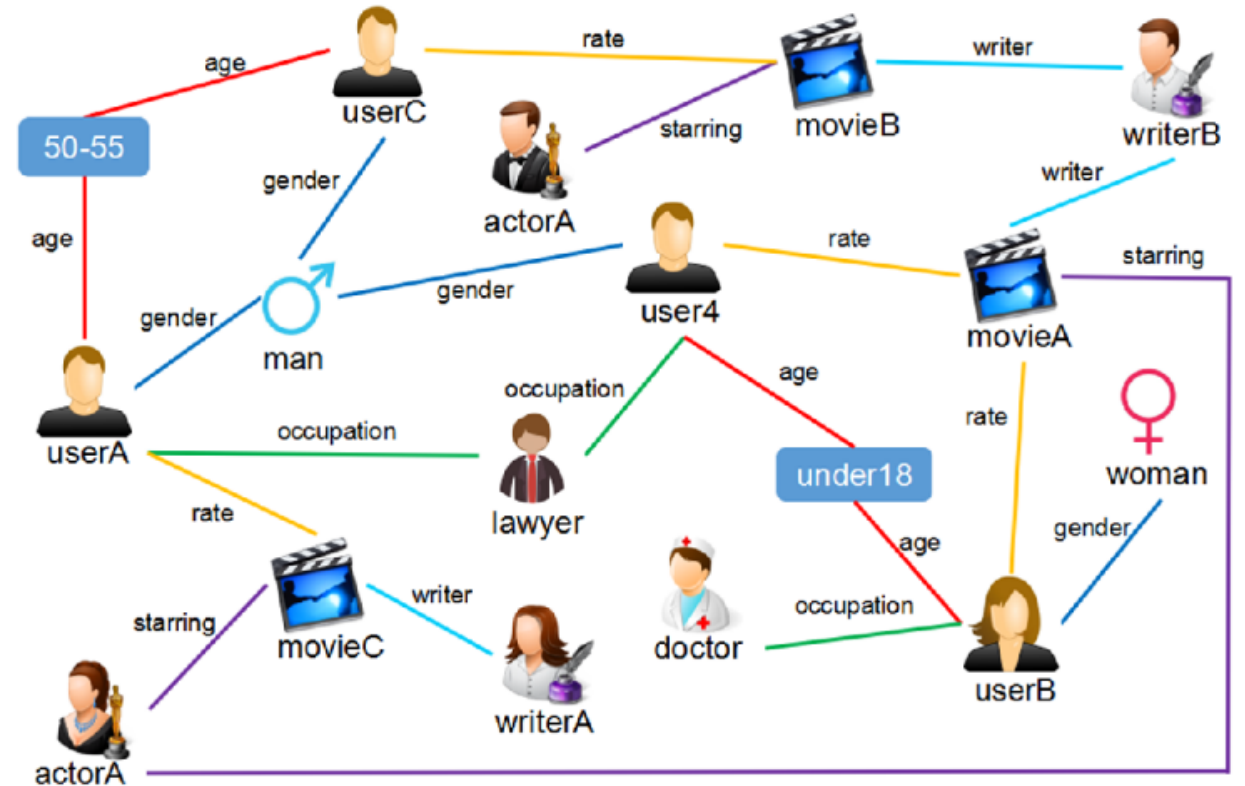 rate
writer
age
userC
starring
movieB
writerB
50-55
gender
writer
actorA
age
rate
starring
gender
gender
user4
man
movieA
age
occupation
rate
userA
occupation
under18
woman
rate
lawyer
gender
age
writer
occupation
starring
movieC
doctor
userB
writerA
actorA